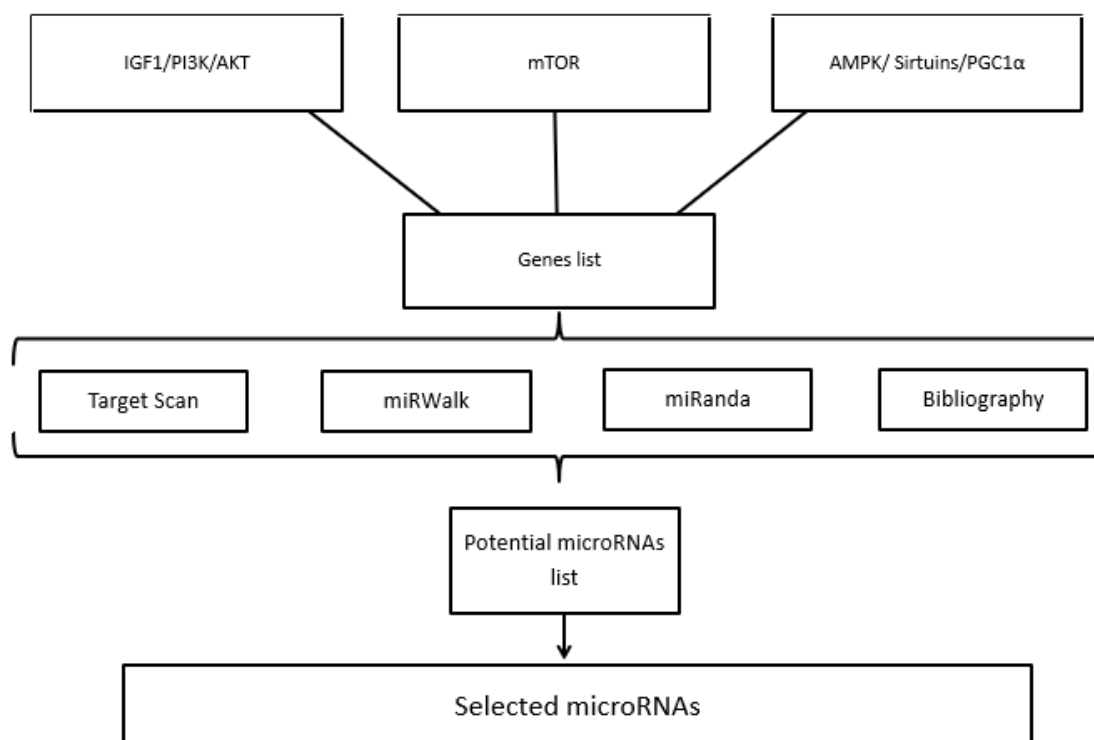 IGF1/PI3K/AKT
mTOR
AMPK/ Sirtuins/PGC1α
Genes list
Target Scan
miRWalk
miRanda
Bibliography
Potential microRNAs
list
Selected microRNAs